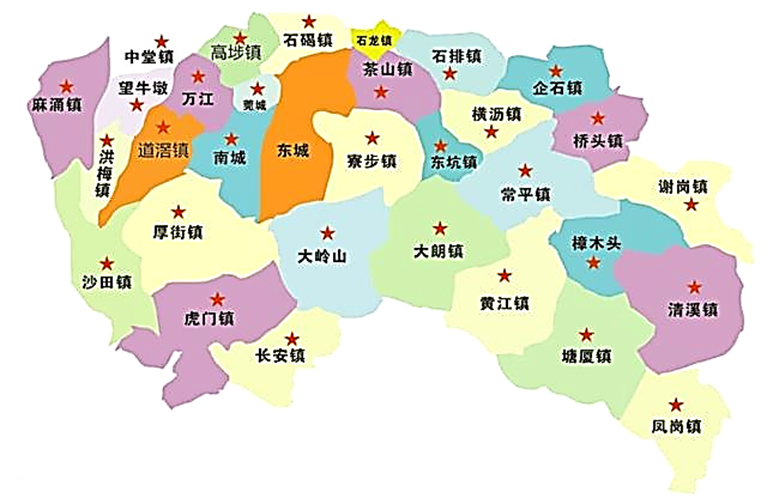 石碣镇
石龙镇
中堂镇
高埗镇
石排镇
茶山镇
望牛墩
企石镇
麻涌镇
万江
莞城
横沥镇
桥头镇
洪梅镇
道滘镇
南城
东城
寮步镇
东坑镇
常平镇
谢岗镇
厚街镇
大岭山
大朗镇
樟木头
沙田镇
虎门镇
黄江镇
清溪镇
长安镇
塘厦镇
凤岗镇